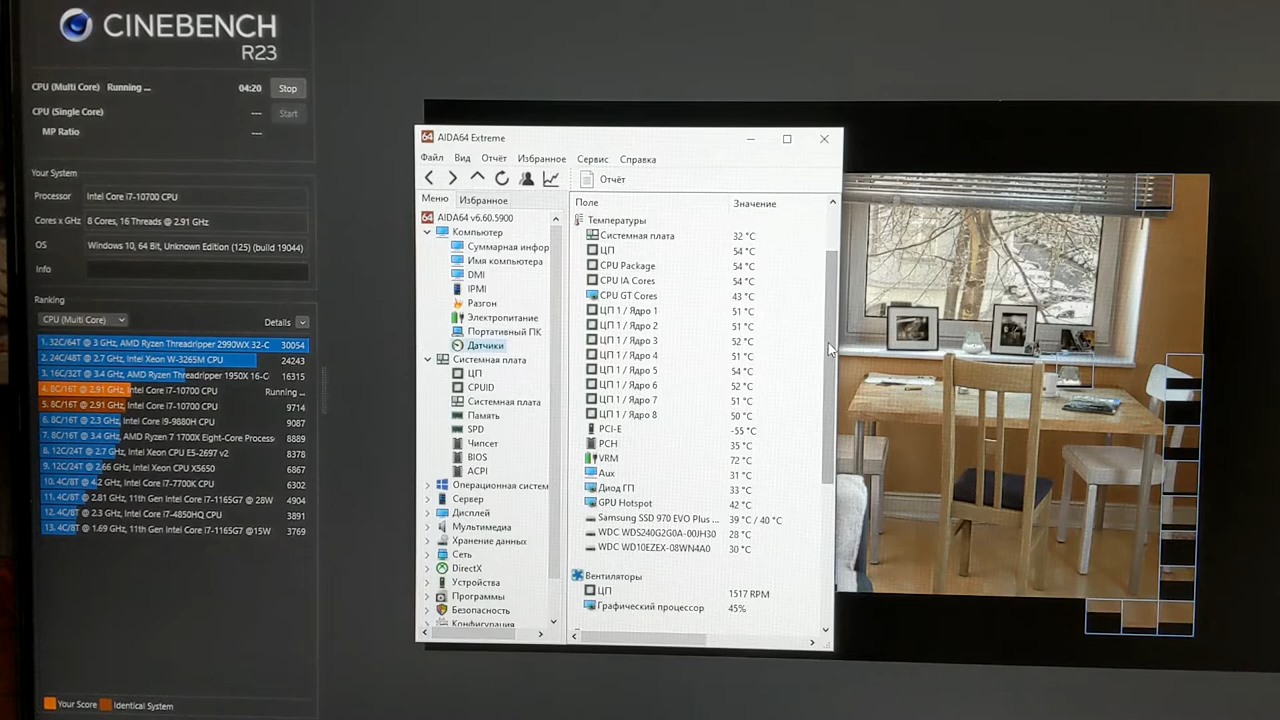 CINEBENCH
R23
CPU (Multi Core) Running ... 04:20 Stop
CPU (Single Core) --- Start
MP Ratio ---
Your System
Processor Intel Core i7-10700 CPU
Cores x GHz 8 Cores, 16 Threads @ 2.91 GHz
OS Windows 10, 64 Bit, Unknown Edition (125) (build 19044)
Info
Ranking
CPU (Multi Core) Details
1. 32C/64T @ 3 GHz, AMD Ryzen Threadripper 2990WX 32-C 30054
2. 24C/48T @ 2.7 GHz, Intel Xeon W-3265M CPU 24243
3. 16C/32T @ 3.4 GHz, AMD Ryzen Threadripper 1950X 16-C 16315
4. 8C/16T @ 2.91 GHz, Intel Core i7-10700 CPU Running ...
5. 8C/16T @ 2.91 GHz, Intel Core i7-10700 CPU 9714
6. 8C/16T @ 2.3 GHz, Intel Core i9-9880H CPU 9087
7. 8C/16T @ 3.4 GHz, AMD Ryzen 7 1700X Eight-Core Process 8889
8. 12C/24T @ 2.7 GHz, Intel Xeon CPU E5-2697 v2 8378
9. 12C/24T @ 2.66 GHz, Intel Xeon CPU X5650 6867
10. 4C/8T @ 4.2 GHz, Intel Core i7-7700K CPU 6302
11. 4C/8T @ 2.81 GHz, 11th Gen Intel Core i7-1165G7 @ 28W 4904
12. 4C/8T @ 2.3 GHz, Intel Core i7-4850HQ CPU 3891
13. 4C/8T @ 1.69 GHz, 11th Gen Intel Core i7-1165G7 @15W 3769
Your Score Identical System
64 AIDA64 Extreme
Файл Вид Отчёт Избранное Сервис Справка
Отчёт
Меню Избранное
64 AIDA64 v6.60.5900
Компьютер
Суммарная инфор
Имя компьютера
DMI
IPMI
Разгон
Электропитание
Портативный ПК
Датчики
Системная плата
ЦП
CPUID
Системная плата
Память
SPD
Чипсет
BIOS
ACPI
Операционная систем
Сервер
Дисплей
Мультимедиа
Хранение данных
Сеть
DirectX
Устройства
Программы
Безопасность
Конфигурация
Поле Значение
Температуры
Системная плата 32 °C
ЦП 54 °C
CPU Package 54 °C
CPU IA Cores 54 °C
CPU GT Cores 43 °C
ЦП 1 / Ядро 1 51 °C
ЦП 1 / Ядро 2 51 °C
ЦП 1 / Ядро 3 52 °C
ЦП 1 / Ядро 4 51 °C
ЦП 1 / Ядро 5 54 °C
ЦП 1 / Ядро 6 52 °C
ЦП 1 / Ядро 7 51 °C
ЦП 1 / Ядро 8 50 °C
PCI-E -55 °C
PCH 35 °C
VRM 72 °C
Aux 31 °C
Диод ГП 33 °C
GPU Hotspot 42 °C
Samsung SSD 970 EVO Plus ... 39 °C / 40 °C
WDC WDS240G2G0A-00JH30 28 °C
WDC WD10EZEX-08WN4A0 30 °C
Вентиляторы
ЦП 1517 RPM
Графический процессор 45%